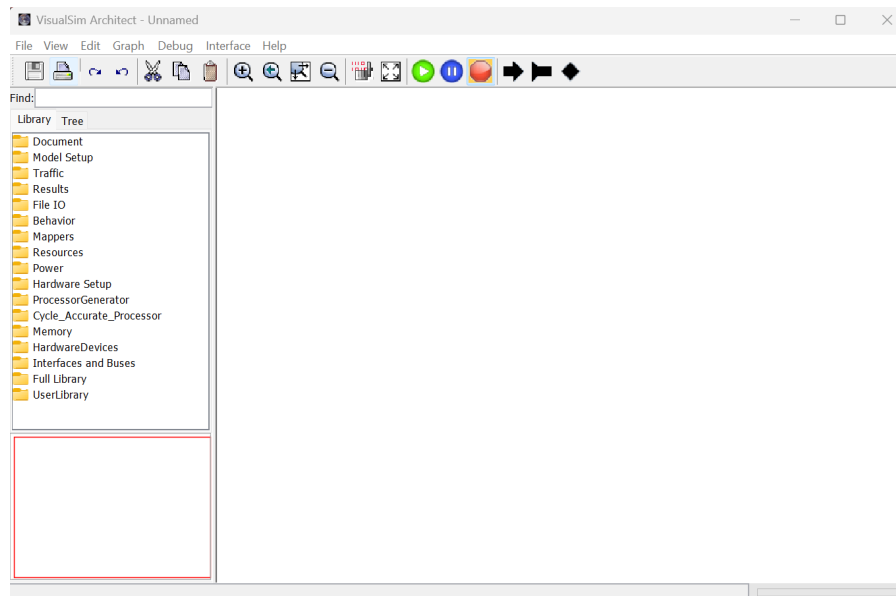 VisualSim Architect - Unnamed
File View Edit Graph Debug Interface Help
Find:
Library Tree
Document
Model Setup
Traffic
Results
File IO
Behavior
Mappers
Resources
Power
Hardware Setup
ProcessorGenerator
Cycle_Accurate_Processor
Memory
HardwareDevices
Interfaces and Buses
Full Library
UserLibrary